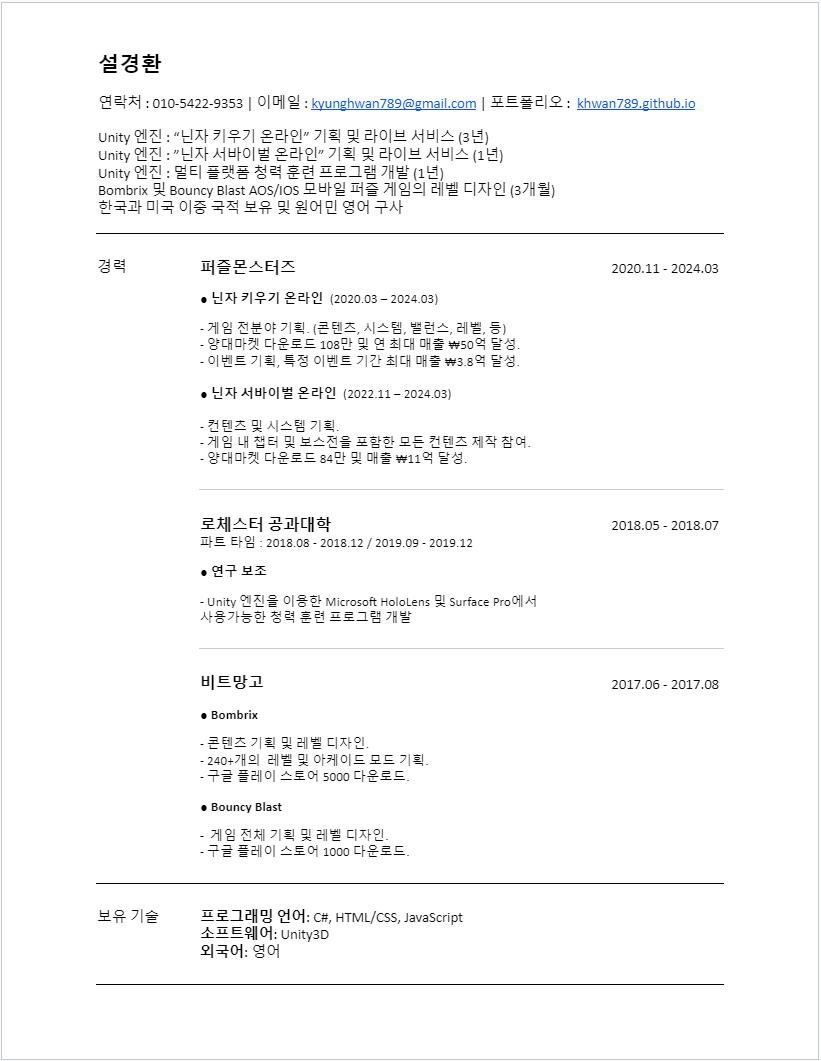 설경환
연락처 : 010-5422-9353 | 이메일 : kyunghwan789@gmail.com | 포트폴리오 : khwan789.github.io
Unity 엔진 : “닌자 키우기 온라인” 기획 및 라이브 서비스 (3년)
Unity 엔진 : ”닌자 서바이벌 온라인” 기획 및 라이브 서비스 (1년)
Unity 엔진 : 멀티 플랫폼 청력 훈련 프로그램 개발 (1년)
Bombrix 및 Bouncy Blast AOS/IOS 모바일 퍼즐 게임의 레벨 디자인 (3개월)
한국과 미국 이중 국적 보유 및 원어민 영어 구사
경력 퍼즐몬스터즈 2020.11 - 2024.03
● 닌자 키우기 온라인 (2020.03 – 2024.03)
- 게임 전분야 기획. (콘텐츠, 시스템, 밸런스, 레벨, 등)
- 양대마켓 다운로드 108만 및 연 최대 매출 ₩50억 달성.
- 이벤트 기획, 특정 이벤트 기간 최대 매출 ₩3.8억 달성.
● 닌자 서바이벌 온라인 (2022.11 – 2024.03)
- 컨텐츠 및 시스템 기획.
- 게임 내 챕터 및 보스전을 포함한 모든 컨텐츠 제작 참여.
- 양대마켓 다운로드 84만 및 매출 ₩11억 달성.
로체스터 공과대학 2018.05 - 2018.07
파트 타임 : 2018.08 - 2018.12 / 2019.09 - 2019.12
● 연구 보조
- Unity 엔진을 이용한 Microsoft HoloLens 및 Surface Pro에서
사용가능한 청력 훈련 프로그램 개발
비트망고 2017.06 - 2017.08
● Bombrix
- 콘텐츠 기획 및 레벨 디자인.
- 240+개의 레벨 및 아케이드 모드 기획.
- 구글 플레이 스토어 5000 다운로드.
● Bouncy Blast
- 게임 전체 기획 및 레벨 디자인.
- 구글 플레이 스토어 1000 다운로드.
보유 기술 프로그래밍 언어: C#, HTML/CSS, JavaScript
소프트웨어: Unity3D
외국어: 영어